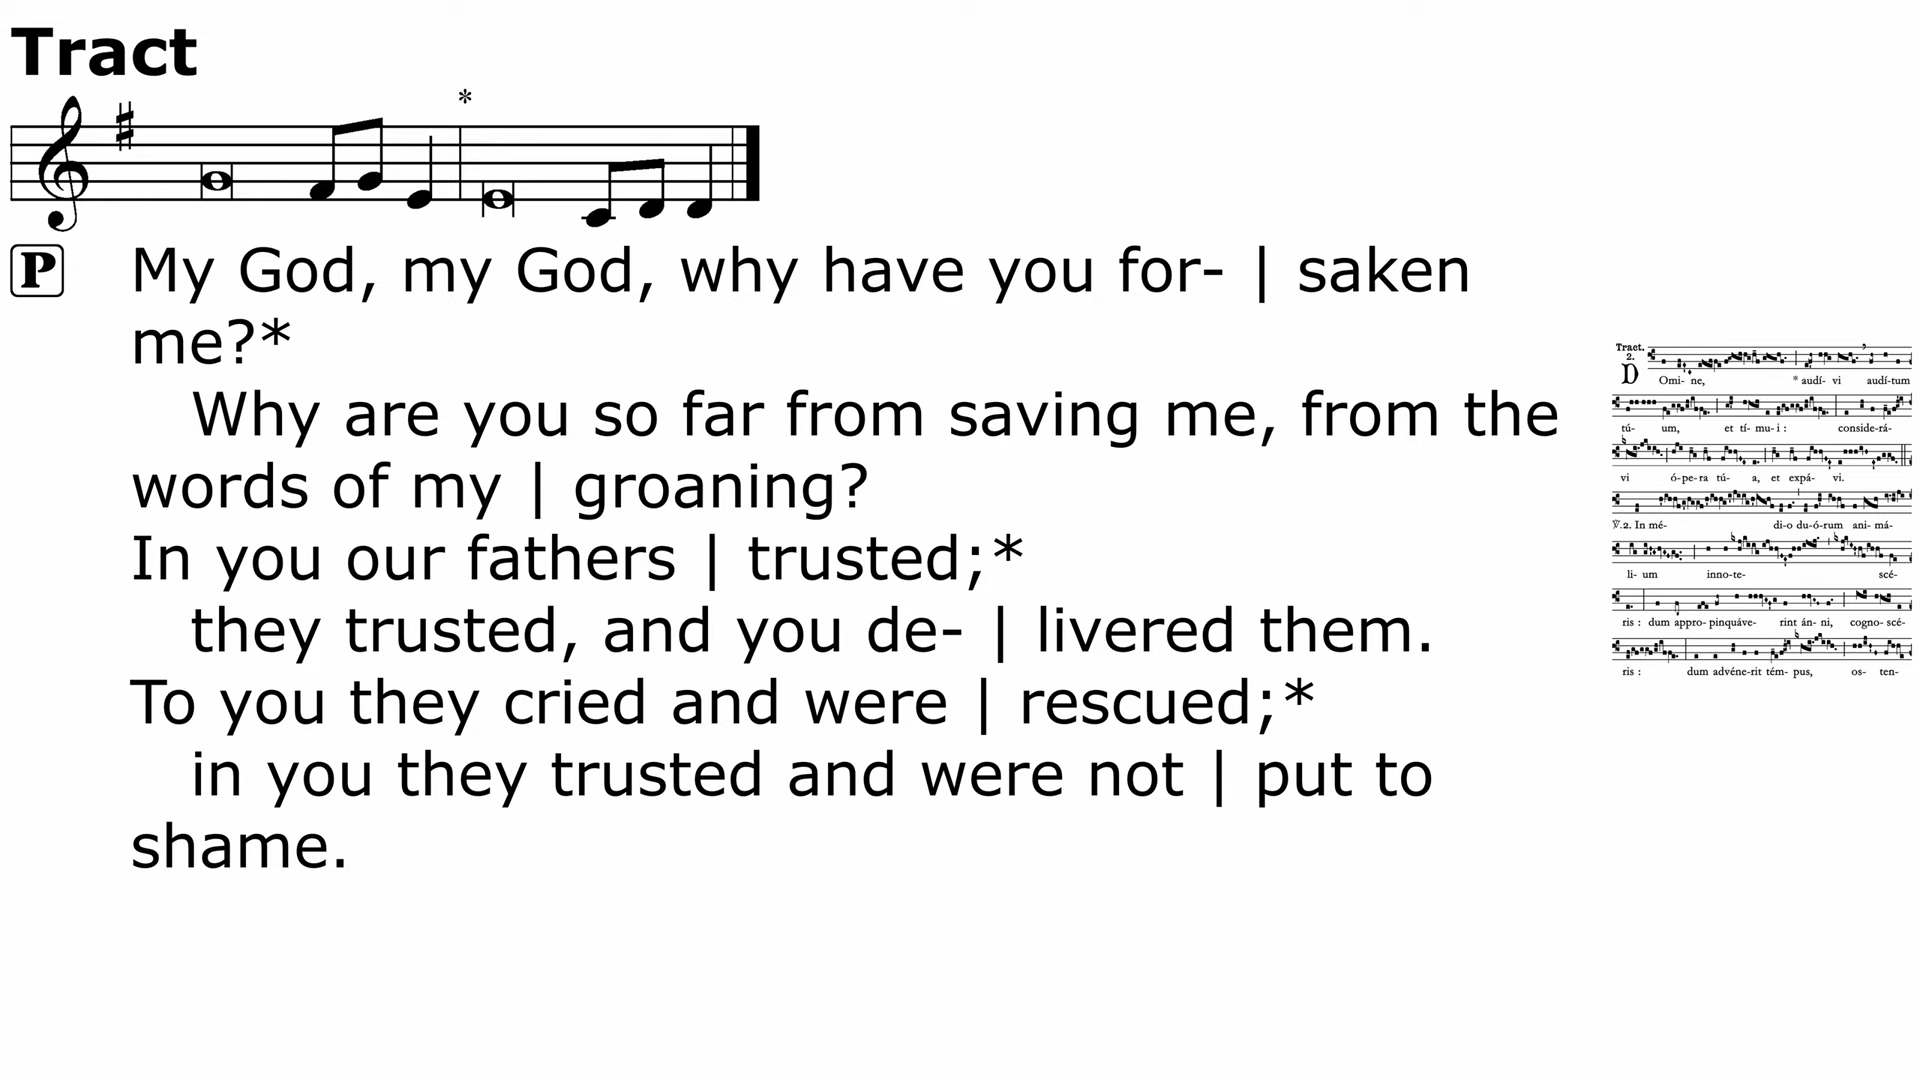 Tract
*
P
My God, my God, why have you for- | saken
me?*
Why are you so far from saving me, from the
words of my | groaning?
In you our fathers | trusted;*
they trusted, and you de- | livered them.
To you they cried and were | rescued;*
in you they trusted and were not | put to
shame.
Tract.
2.
D
Omi- ne, * audí- vi audí-tum
tú- um, et tí- mu- i : conside-rá-
vi ó-pe-ra tú- a, et expá- vi.
℣. 2. In mé- di-o du-ó-rum ani- má-
li- um inno-te- scé-
ris : dum appro- pinquáve- rint án- ni, cogno- scé-
ris : dum advéne-rit tém- pus, os- ten-